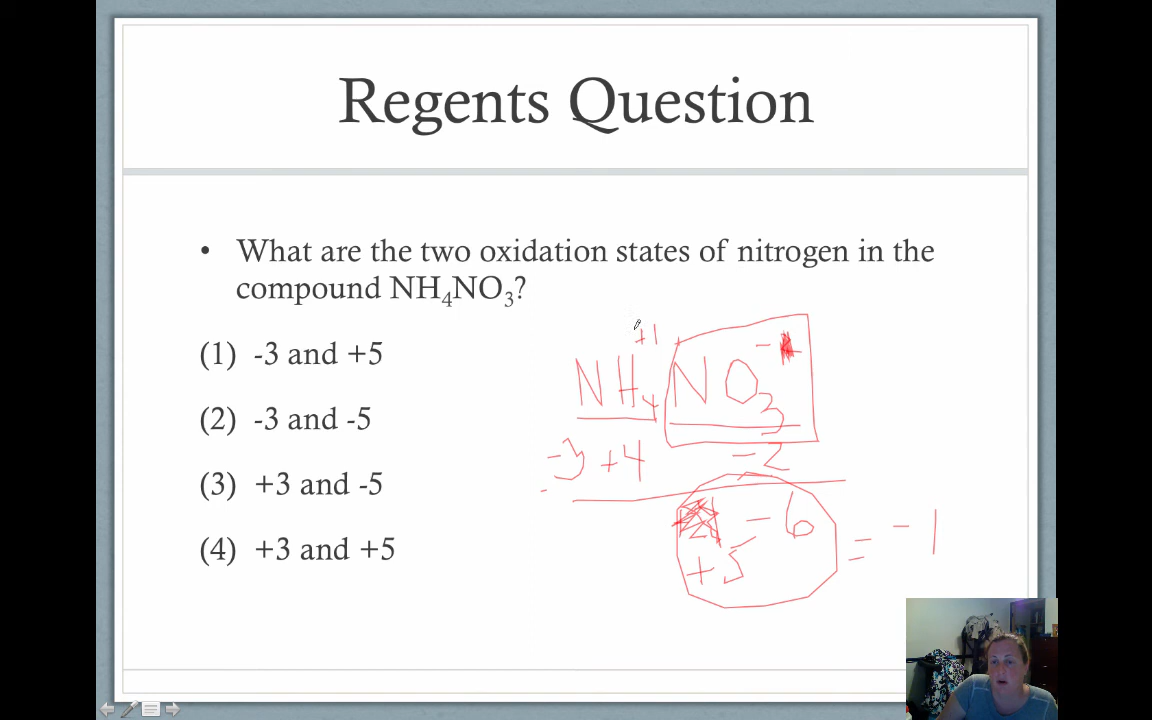 Regents Question
• What are the two oxidation states of nitrogen in the
compound NH₄NO₃?
(1) -3 and +5
(2) -3 and -5
(3) +3 and -5
(4) +3 and +5
+1
NH₄ NO₃ -
-3 +4 -2
-6
+5 = -1